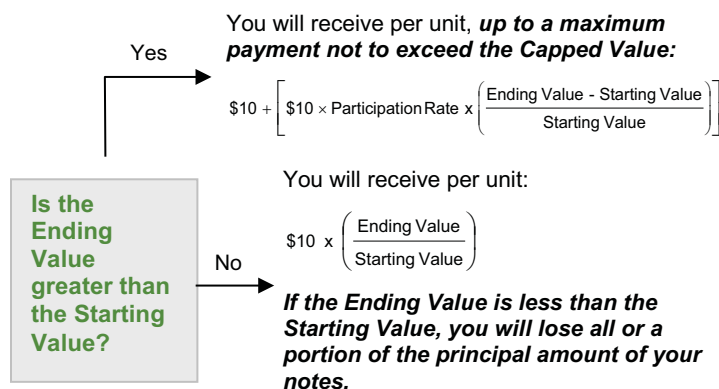 Yes
You will receive per unit, up to a maximum
payment not to exceed the Capped Value:
$10 + [ $10 × Participation Rate x ( Ending Value - Starting Value / Starting Value ) ]
Is the
Ending
Value
greater than
the Starting
Value?
No
You will receive per unit:
$10 x ( Ending Value / Starting Value )
If the Ending Value is less than the
Starting Value, you will lose all or a
portion of the principal amount of your
notes.